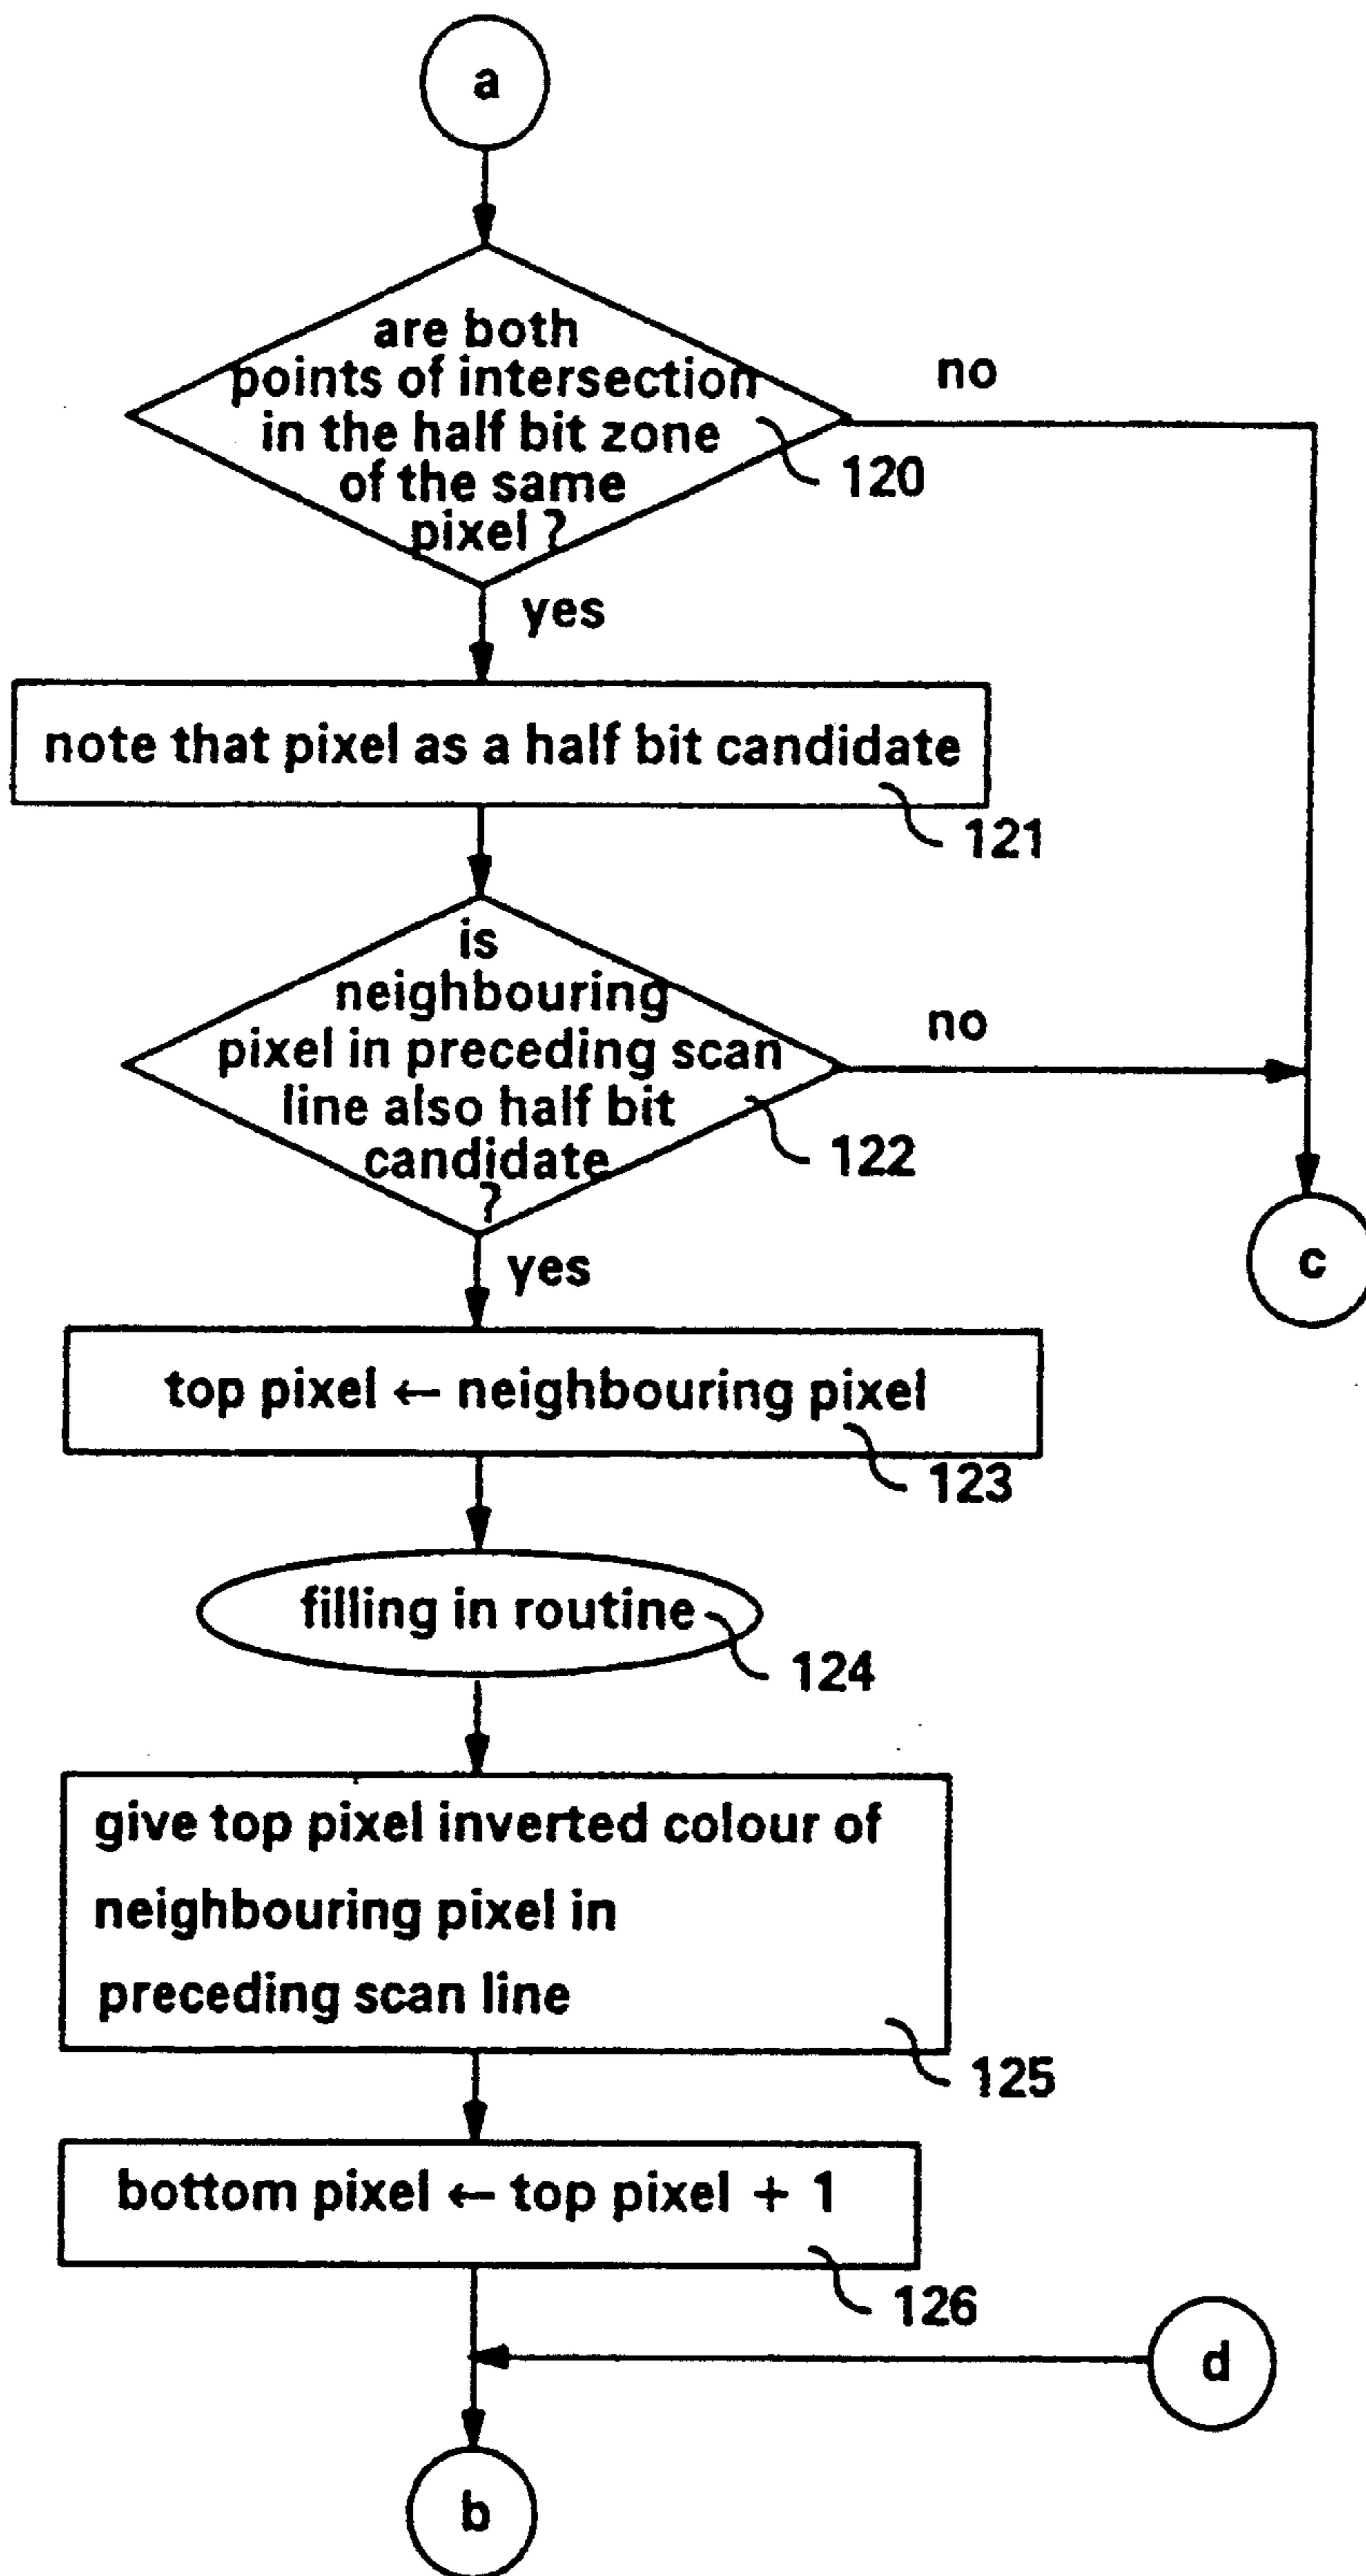 a
are both
points of intersection
in the half bit zone
of the same
pixel ?
no
120
yes
note that pixel as a half bit candidate
121
is
neighbouring
pixel in preceding scan
line also half bit
candidate
?
no
122
c
yes
top pixel ← neighbouring pixel
123
filling in routine
124
give top pixel inverted colour of
neighbouring pixel in
preceding scan line
125
bottom pixel ← top pixel + 1
126
d
b